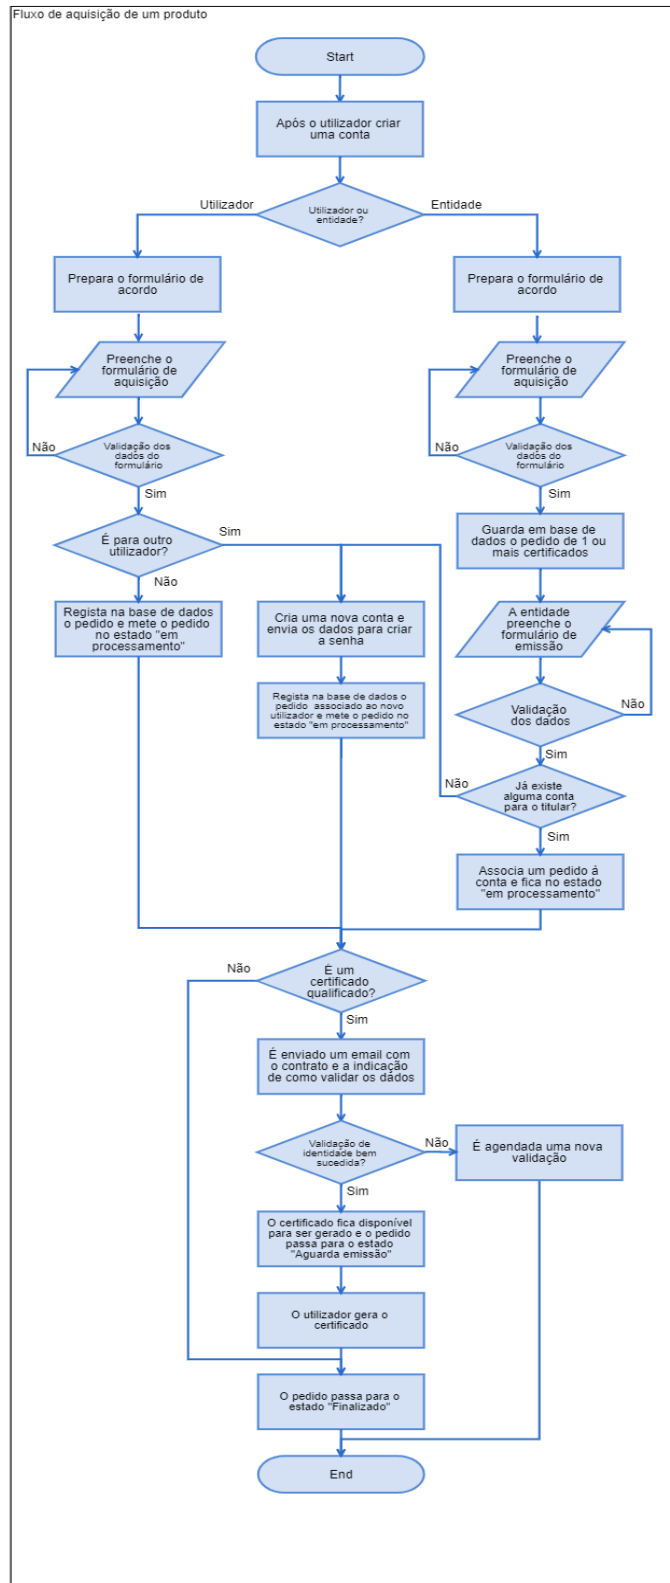 Fluxo de aquisição de um produto
Start
Após o utilizador criar
uma conta
Utilizador
Utilizador ou
entidade?
Entidade
Prepara o formulário de
acordo
Prepara o formulário de
acordo
Preenche o
formulário de
aquisição
Preenche o
formulário de
aquisição
Não
Validação dos
dados do
formulário
Não
Validação dos
dados do
formulário
Sim
Sim
É para outro
utilizador?
Sim
Guarda em base de
dados o pedido de 1 ou
mais certificados
Não
Regista na base de dados
o pedido e mete o pedido
no estado "em
processamento"
Cria uma nova conta e
envia os dados para criar
a senha
A entidade
preenche o
formulário de
emissão
Regista na base de dados o
pedido associado ao novo
utilizador e mete o pedido no
estado "em processamento"
Validação
dos dados
Não
Sim
Não
Já existe
alguma conta
para o titular?
Sim
Associa um pedido à
conta e fica no estado
"em processamento"
Não
É um
certificado
qualificado?
Sim
É enviado um email com
o contrato e a indicação
de como validar os dados
Validação de
identidade bem
sucedida?
Não
É agendada uma nova
validação
Sim
O certificado fica disponível
para ser gerado e o pedido
passa para o estado
"Aguarda emissão"
O utilizador gera o
certificado
O pedido passa para o
estado "Finalizado"
End